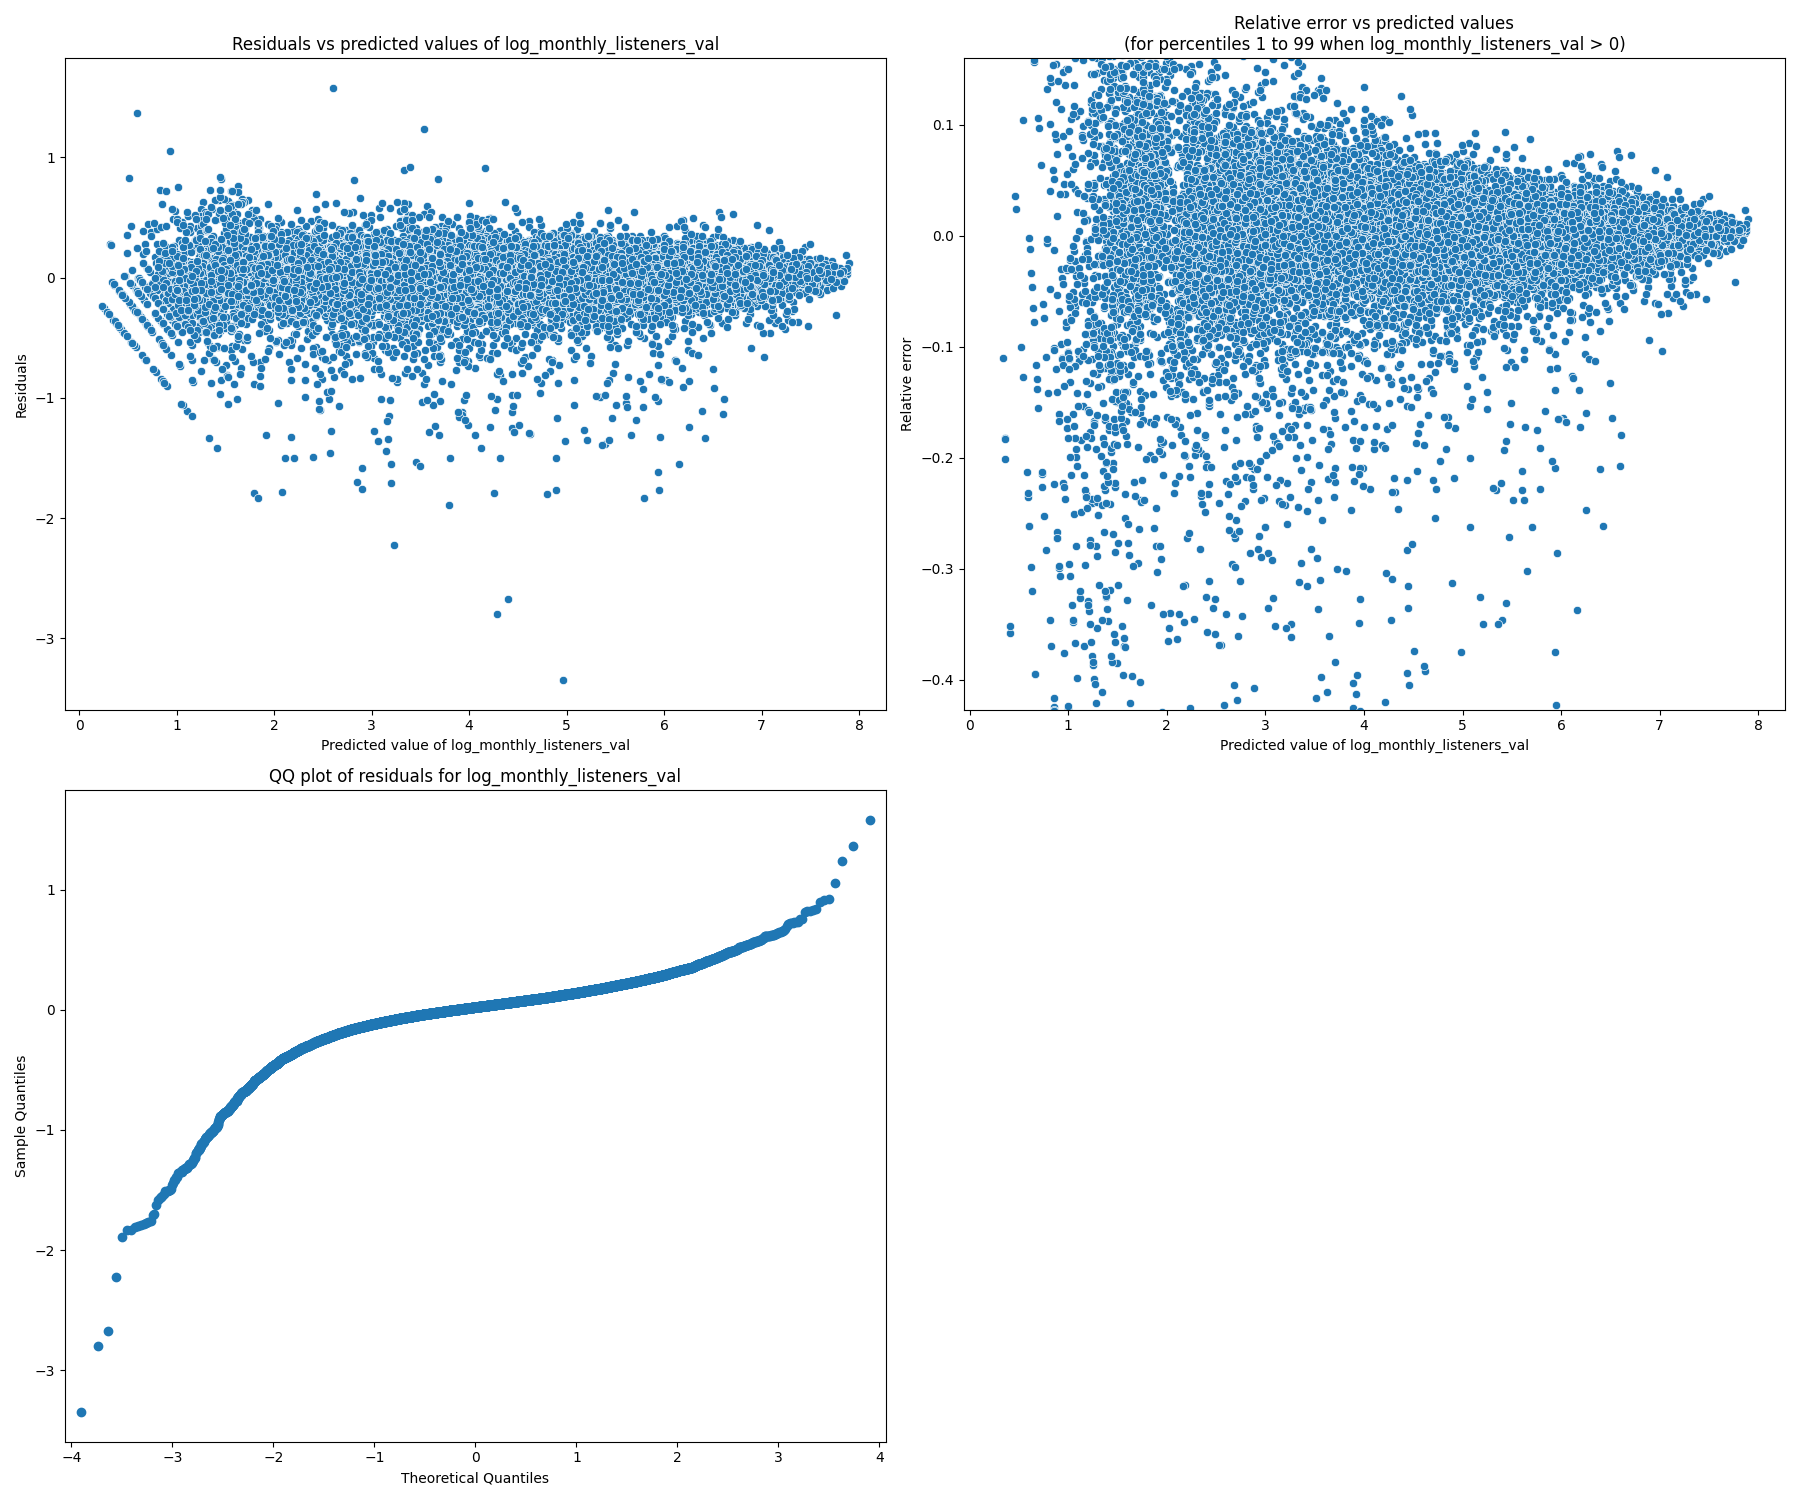 Residuals vs predicted values of log_monthly_listeners_val
1
0
−1
−2
−3
Residuals
0 1 2 3 4 5 6 7 8
Predicted value of log_monthly_listeners_val
Relative error vs predicted values
(for percentiles 1 to 99 when log_monthly_listeners_val > 0)
0.1
0.0
−0.1
−0.2
−0.3
−0.4
Relative error
0 1 2 3 4 5 6 7 8
Predicted value of log_monthly_listeners_val
QQ plot of residuals for log_monthly_listeners_val
1
0
−1
−2
−3
Sample Quantiles
−4 −3 −2 −1 0 1 2 3 4
Theoretical Quantiles